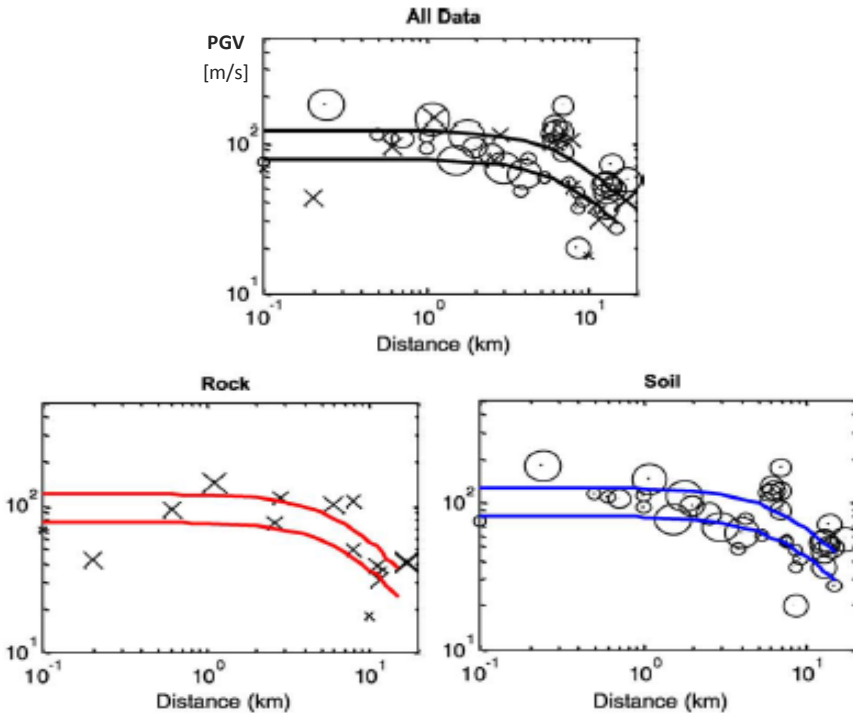 All Data
PGV
[m/s]
10²
10¹
10⁻¹ 10⁰ 10¹
Distance (km)
Rock
10²
10¹
10⁻¹ 10⁰ 10¹
Distance (km)
Soil
10²
10¹
10⁻¹ 10⁰ 10¹
Distance (km)